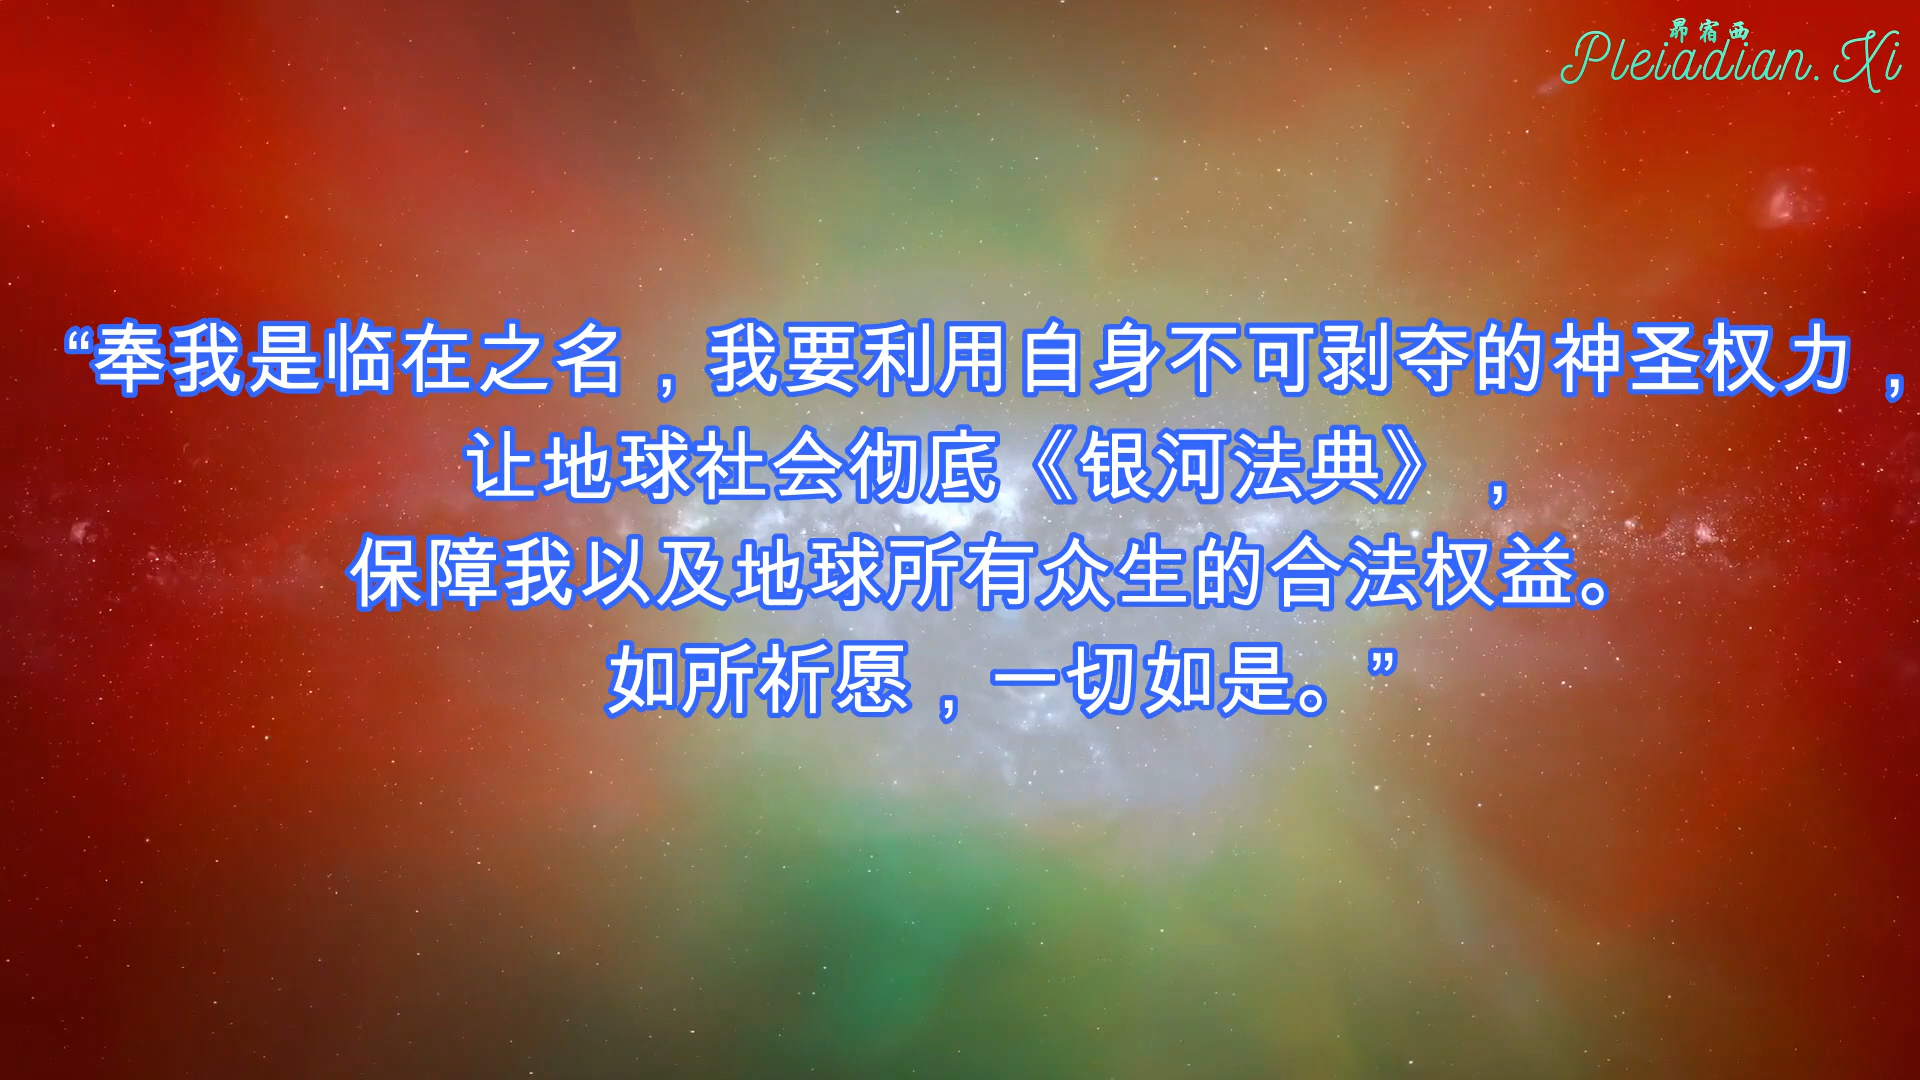 昴宿西
Pleiadian.Xi
“奉我是临在之名，我要利用自身不可剥夺的神圣权力，
让地球社会彻底《银河法典》，
保障我以及地球所有众生的合法权益。
如所祈愿，一切如是。”